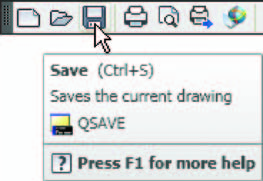 Save (Ctrl+S)
Saves the current drawing
QSAVE
? Press F1 for more help